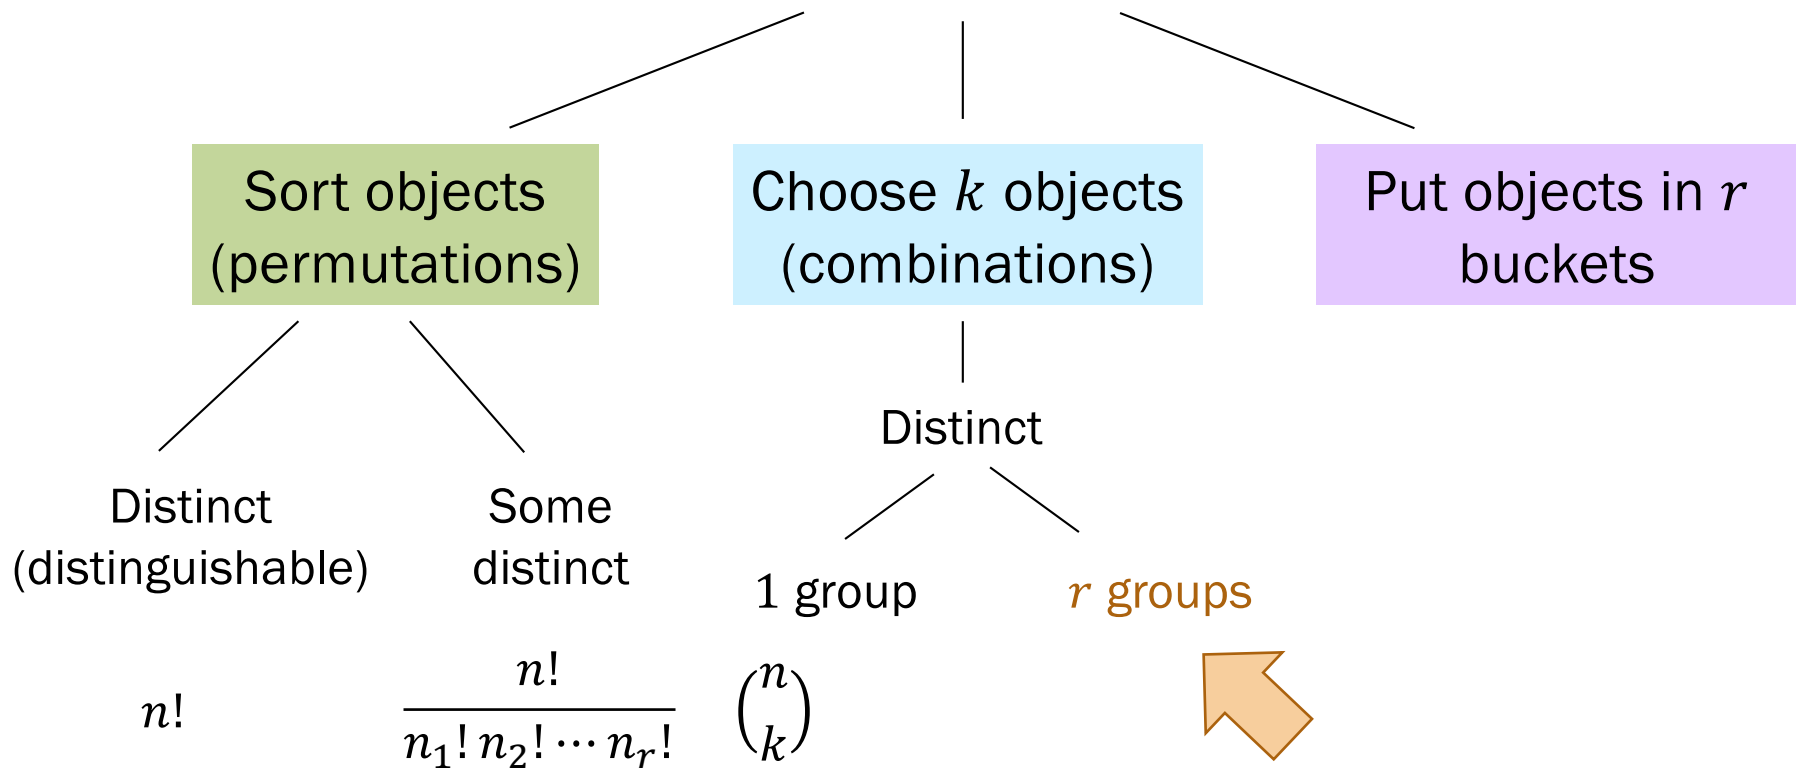 Sort objects
(permutations)
Choose k objects
(combinations)
Put objects in r
buckets
Distinct
(distinguishable)
Some
distinct
Distinct
1 group
r groups
n!
n!
n₁! n₂! ⋯ nᵣ!
(n
k)